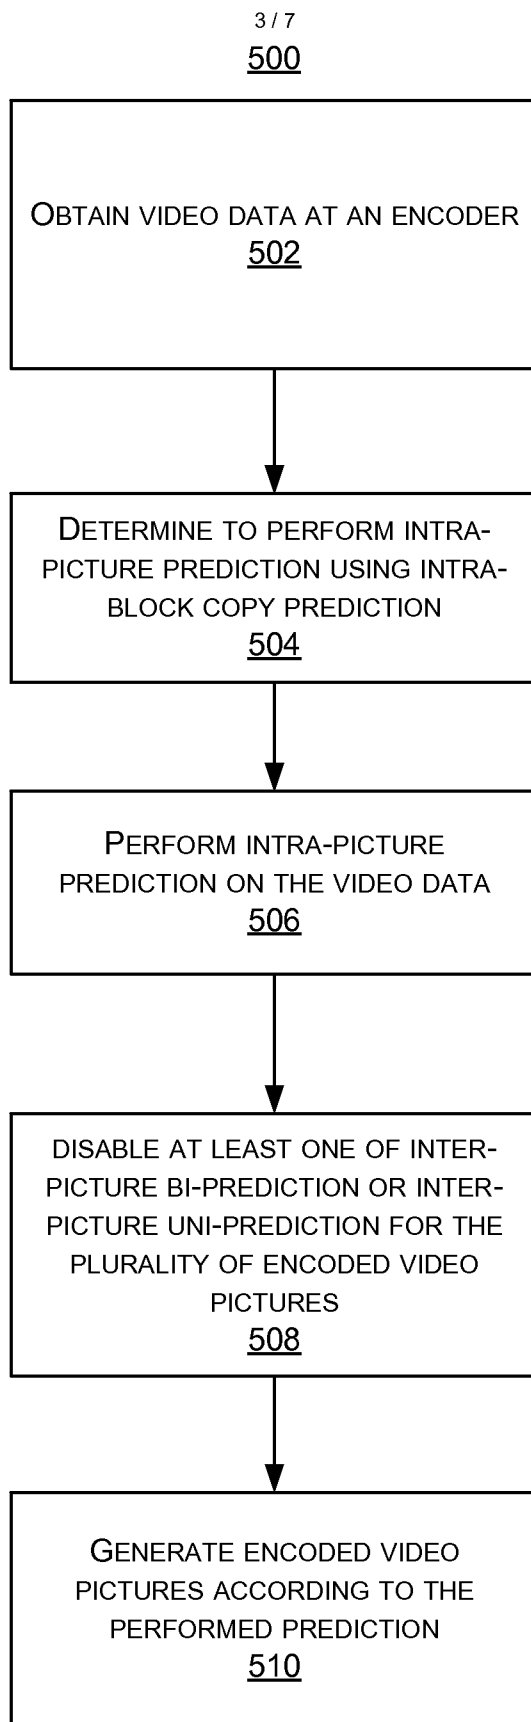 3 / 7
500
OBTAIN VIDEO DATA AT AN ENCODER
502
DETERMINE TO PERFORM INTRA-
PICTURE PREDICTION USING INTRA-
BLOCK COPY PREDICTION
504
PERFORM INTRA-PICTURE
PREDICTION ON THE VIDEO DATA
506
DISABLE AT LEAST ONE OF INTER-
PICTURE BI-PREDICTION OR INTER-
PICTURE UNI-PREDICTION FOR THE
PLURALITY OF ENCODED VIDEO
PICTURES
508
GENERATE ENCODED VIDEO
PICTURES ACCORDING TO THE
PERFORMED PREDICTION
510